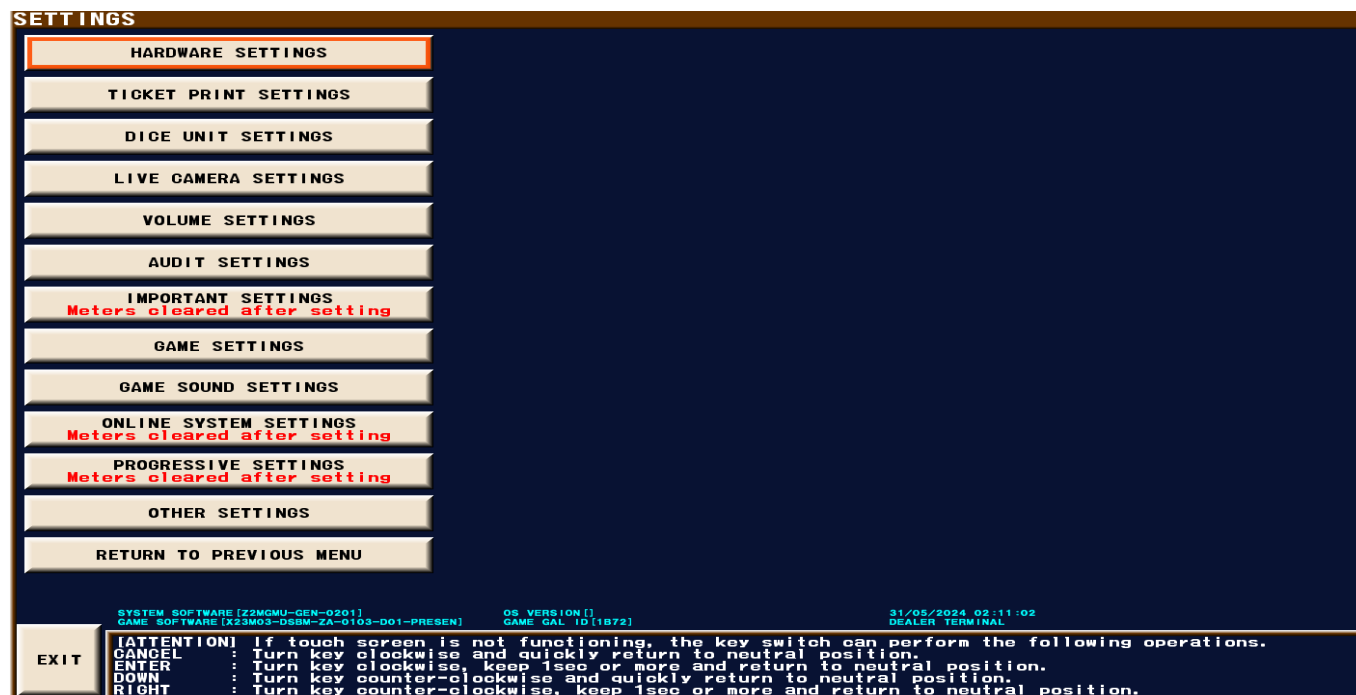 SETTINGS
HARDWARE SETTINGS
TICKET PRINT SETTINGS
DICE UNIT SETTINGS
LIVE CAMERA SETTINGS
VOLUME SETTINGS
AUDIT SETTINGS
IMPORTANT SETTINGS
Meters cleared after setting
GAME SETTINGS
GAME SOUND SETTINGS
ONLINE SYSTEM SETTINGS
Meters cleared after setting
PROGRESSIVE SETTINGS
Meters cleared after setting
OTHER SETTINGS
RETURN TO PREVIOUS MENU
SYSTEM SOFTWARE[Z2MGMU-GEN-0201] OS VERSION[] 31/05/2024 02:11:02
GAME SOFTWARE[X23M03-DSBM-ZA-0103-D01-PRESEN] GAME GAL ID[1B72] DEALER TERMINAL
EXIT
[ATTENTION] If touch screen is not functioning, the key switch can perform the following operations.
CANCEL : Turn key clockwise and quickly return to neutral position.
ENTER : Turn key clockwise, keep 1sec or more and return to neutral position.
DOWN : Turn key counter-clockwise and quickly return to neutral position.
RIGHT : Turn key counter-clockwise, keep 1sec or more and return to neutral position.